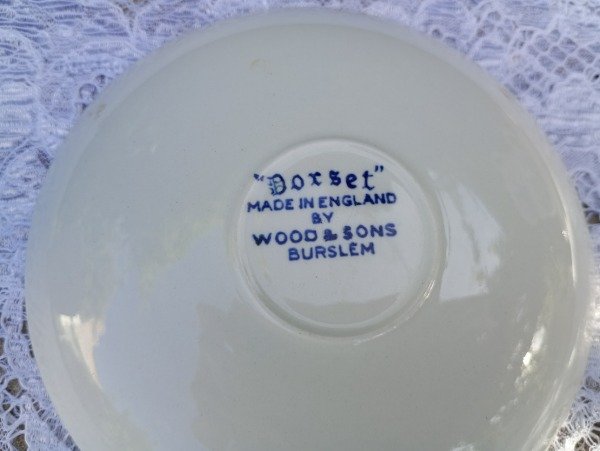 "Dorset"
MADE IN ENGLAND
BY
WOOD & SONS
BURSLEM